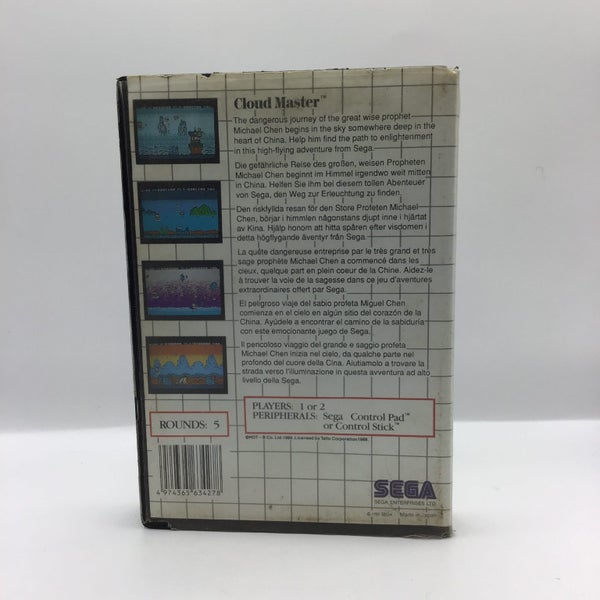 Cloud Master™
The dangerous journey of the great wise prophet
Michael Chen begins in the sky somewhere deep in the
heart of China. Help him find the path to enlightenment
in this high-flying adventure from Sega.
Die gefährliche Reise des großen, weisen Propheten
Michael Chen beginnt im Himmel irgendwo weit mitten
in China. Helfen Sie ihm bei diesem tollen Abenteuer
von Sega, den Weg zur Erleuchtung zu finden.
Den riskfyllda resan för den Store Profeten Michael
Chen, börjar i himmlen någonstans djupt inne i hjärtat
av Kina. Hjälp honom att hitta spåren efter visdomen i
detta högflygande äventyr från Sega.
La quête dangereuse entreprise par le très grand et très
sage prophète Michael Chen a commencé dans les
cieux, quelque part en plein coeur de la Chine. Aidez-le
à trouver la voie de la sagesse dans ce jeu d'aventures
extraordinaires offert par Sega.
El peligroso viaje del sabio profeta Miguel Chen
comienza en el cielo en algún sitio del corazón de la
China. Ayúdele a encontrar el camino de la sabiduría
con este emocionante juego de Sega.
Il pericoloso viaggio del grande e saggio profeta
Michael Chen inizia nel cielo, da qualche parte nel
profondo del cuore della Cina. Aiutiamolo a trovare la
strada verso l'illuminazione in questa avventura ad alto
livello della Sega.
PLAYERS: 1 or 2
PERIPHERALS: Sega Control Pad™
or Control Stick™
ROUNDS: 5
Co. Ltd. Licensed by Taito Corporation
4 974365 634278
SEGA
SEGA ENTERPRISES LTD.
Made in Japan